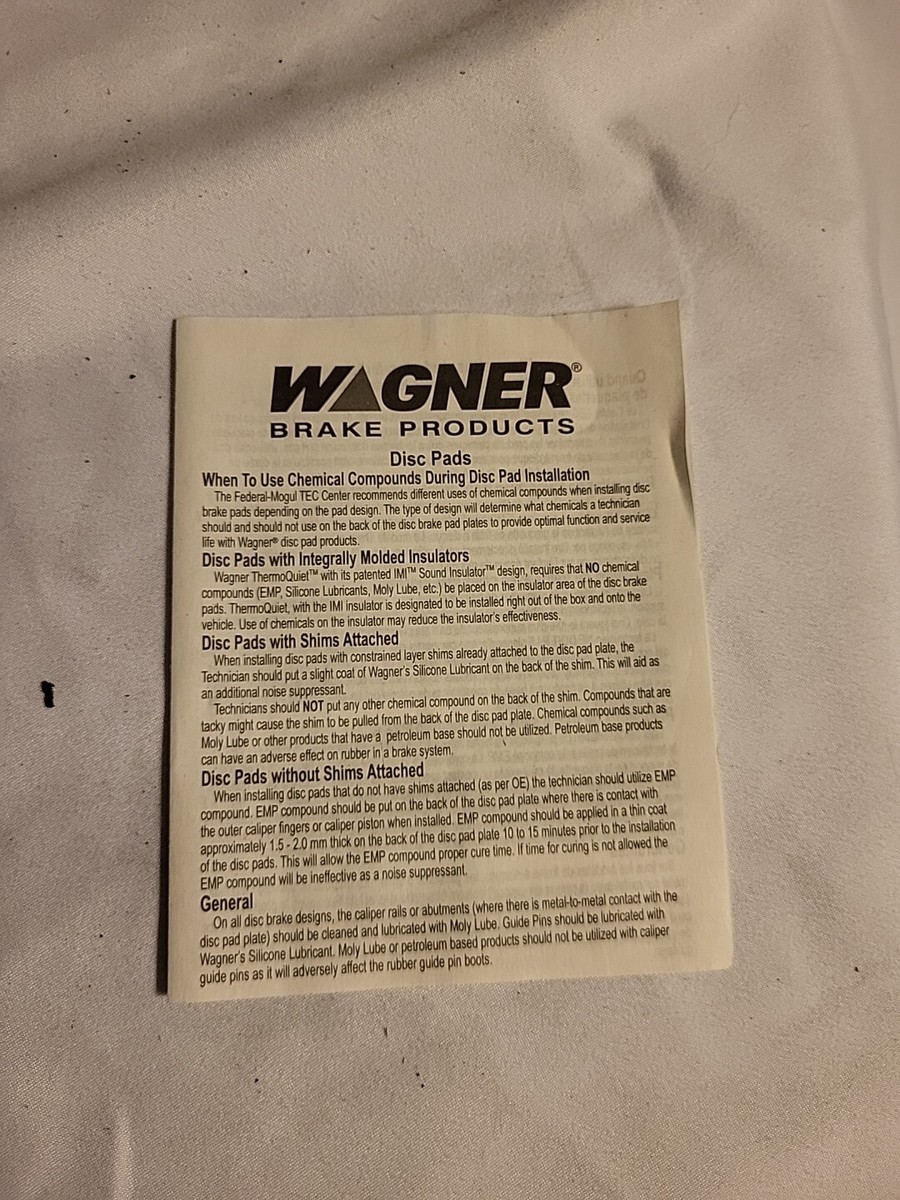 WAGNER®
BRAKE PRODUCTS
Disc Pads
When To Use Chemical Compounds During Disc Pad Installation
The Federal-Mogul TEC Center recommends different uses of chemical compounds when installing disc
brake pads depending on the pad design. The type of design will determine what chemicals a technician
should and should not use on the back of the disc brake pad plates to provide optimal function and service
life with Wagner® disc pad products.
Disc Pads with Integrally Molded Insulators
Wagner ThermoQuiet™ with its patented IMI™ Sound Insulator™ design, requires that NO chemical
compounds (EMP, Silicone Lubricants, Moly Lube, etc.) be placed on the insulator area of the disc brake
pads. ThermoQuiet, with the IMI insulator is designated to be installed right out of the box and onto the
vehicle. Use of chemicals on the insulator may reduce the insulator's effectiveness.
Disc Pads with Shims Attached
When installing disc pads with constrained layer shims already attached to the disc pad plate, the
Technician should put a slight coat of Wagner's Silicone Lubricant on the back of the shim. This will aid as
an additional noise suppressant.
Technicians should NOT put any other chemical compound on the back of the shim. Compounds that are
tacky might cause the shim to be pulled from the back of the disc pad plate. Chemical compounds such as
Moly Lube or other products that have a petroleum base should not be utilized. Petroleum base products
can have an adverse effect on rubber in a brake system.
Disc Pads without Shims Attached
When installing disc pads that do not have shims attached (as per OE) the technician should utilize EMP
compound. EMP compound should be put on the back of the disc pad plate where there is contact with
the outer caliper fingers or caliper piston when installed. EMP compound should be applied in a thin coat
approximately 1.5 - 2.0 mm thick on the back of the disc pad plate 10 to 15 minutes prior to the installation
of the disc pads. This will allow the EMP compound proper cure time. If time for curing is not allowed the
EMP compound will be ineffective as a noise suppressant.
General
On all disc brake designs, the caliper rails or abutments (where there is metal-to-metal contact with the
disc pad plate) should be cleaned and lubricated with Moly Lube. Guide Pins should be lubricated with
Wagner's Silicone Lubricant. Moly Lube or petroleum based products should not be utilized with caliper
guide pins as it will adversely affect the rubber guide pin boots.